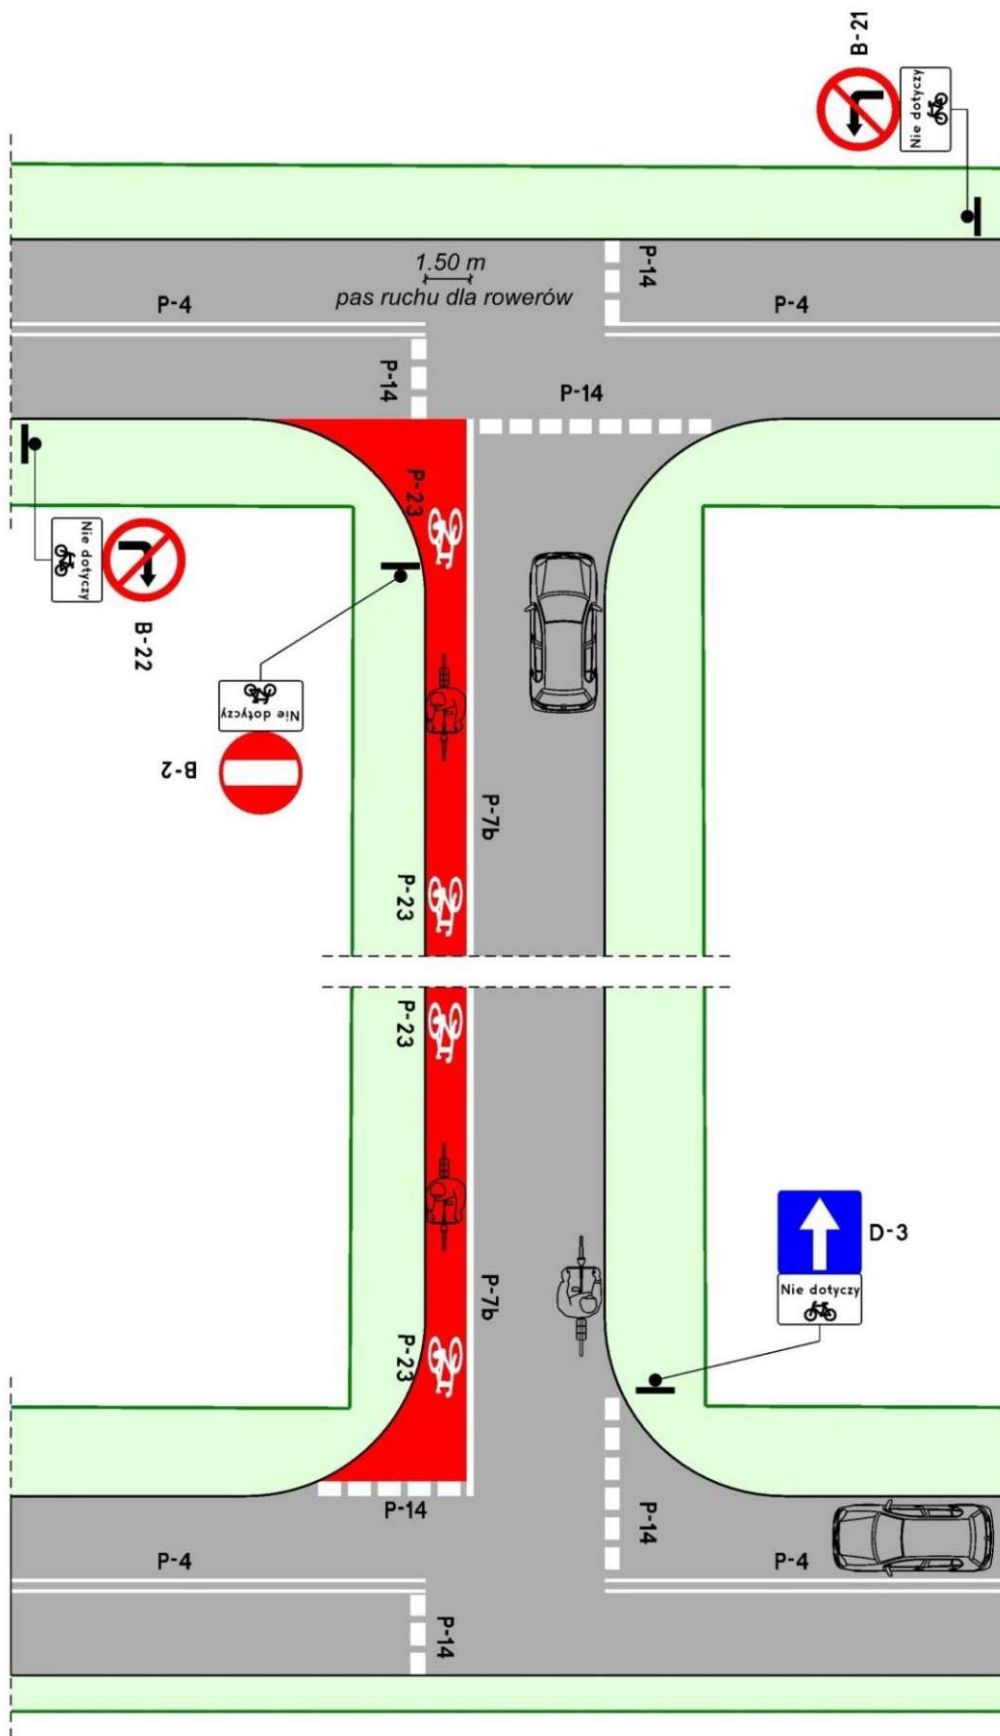 B-21
Nie dotyczy
1.50 m
pas ruchu dla rowerów
P-14
P-4
P-4
P-14
P-14
P-23
Nie dotyczy
B-22
Nie dotyczy
B-2
P-7b
P-23
P-23
D-3
Nie dotyczy
P-7b
P-23
P-14
P-14
P-4
P-4
P-14